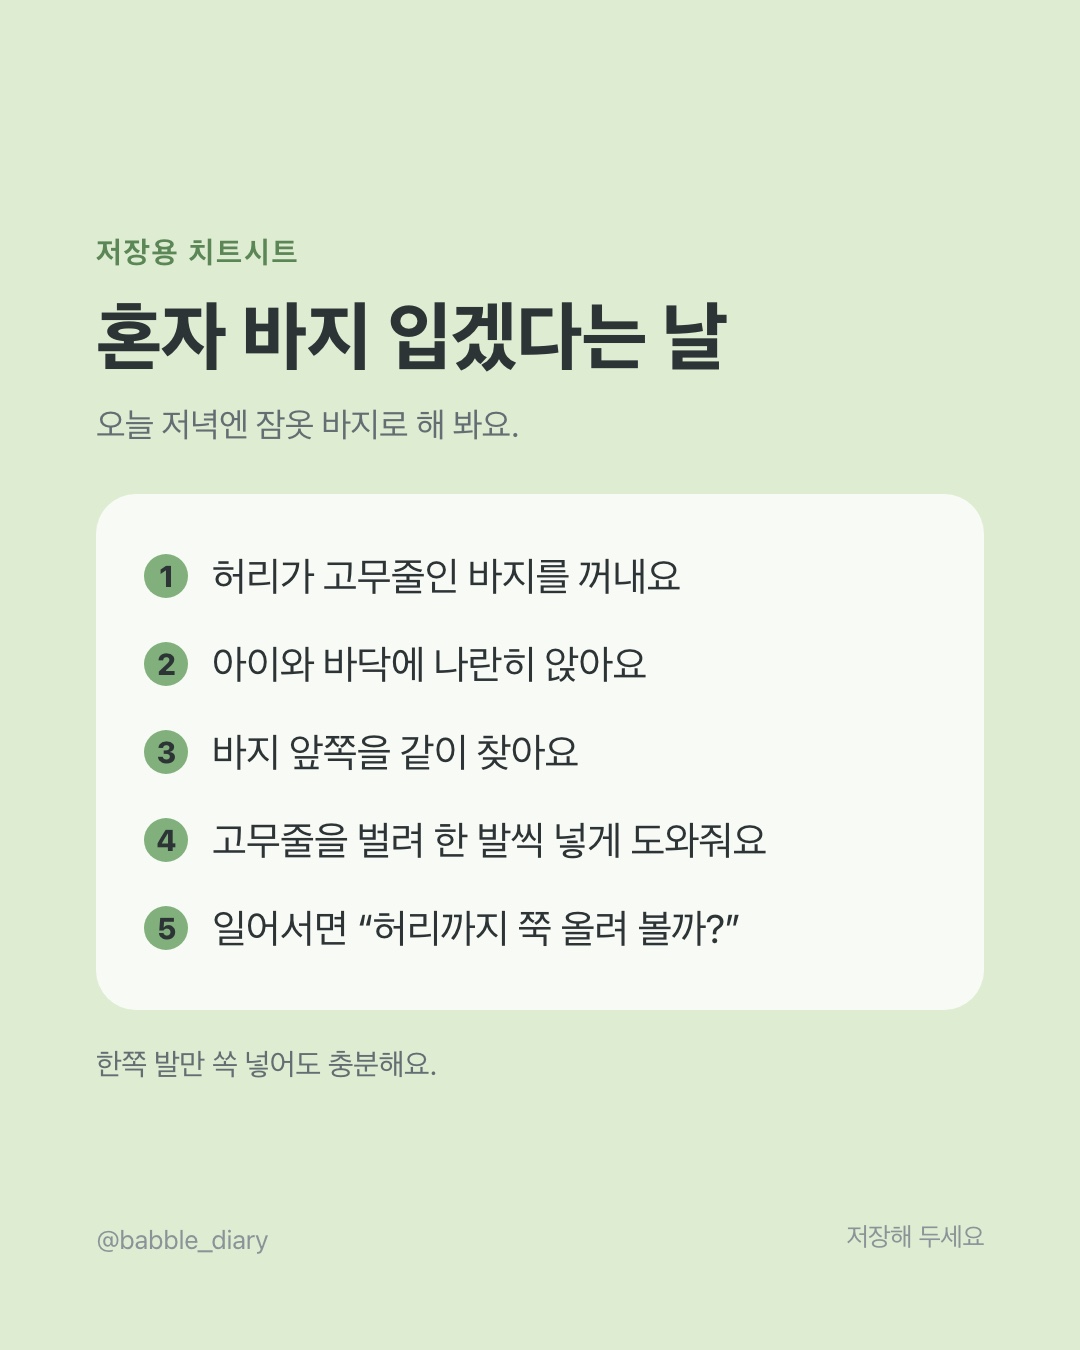 저장용 치트시트
혼자 바지 입겠다는 날
오늘 저녁엔 잠옷 바지로 해 봐요.
1 허리가 고무줄인 바지를 꺼내요
2 아이와 바닥에 나란히 앉아요
3 바지 앞쪽을 같이 찾아요
4 고무줄을 벌려 한 발씩 넣게 도와줘요
5 일어서면 “허리까지 쭉 올려 볼까?”
한쪽 발만 쏙 넣어도 충분해요.
@babble_diary
저장해 두세요